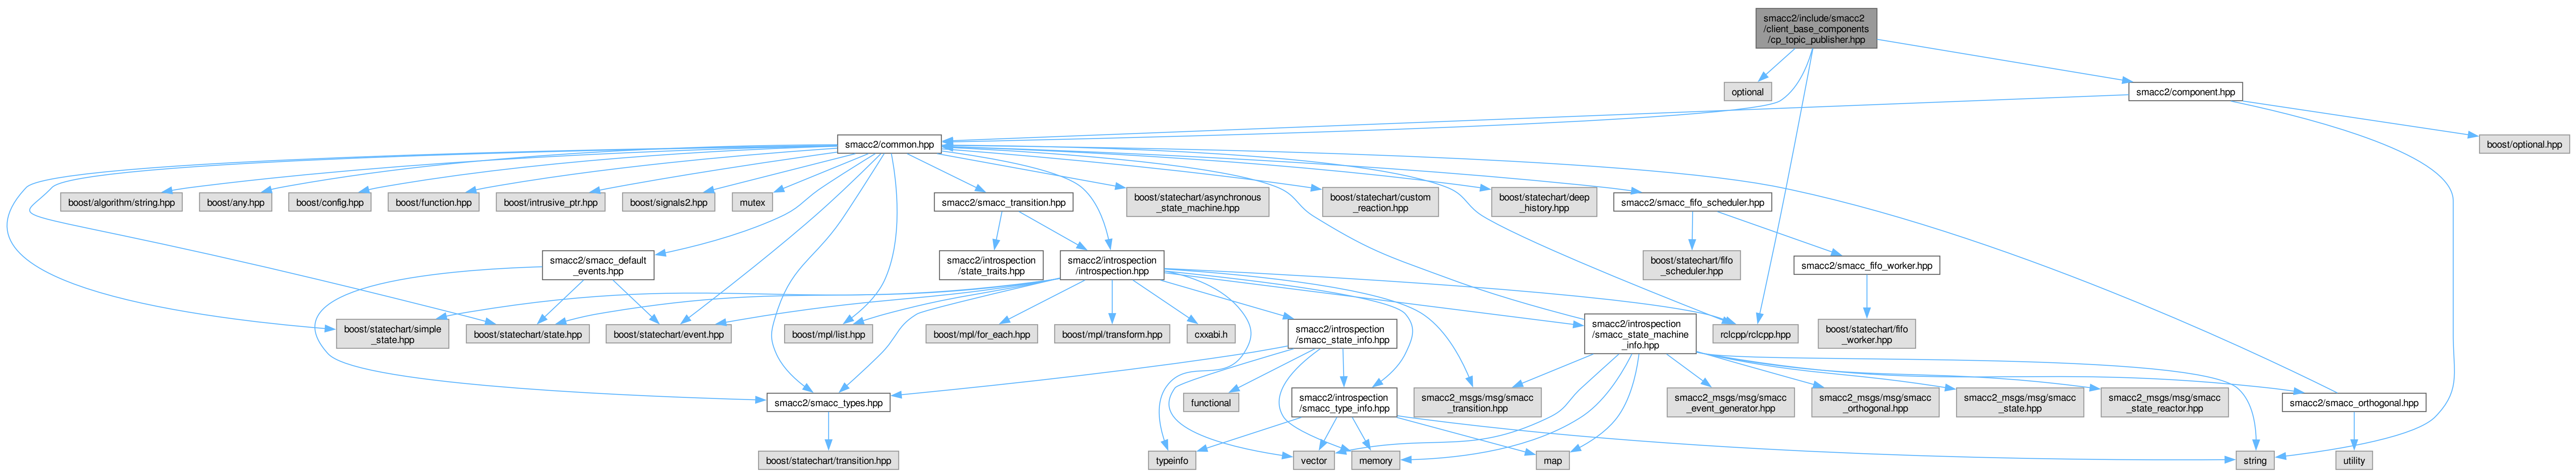 smacc2/include/smacc2
/client_base_components
/cp_topic_publisher.hpp
optional
smacc2/component.hpp
smacc2/common.hpp
boost/optional.hpp
boost/algorithm/string.hpp
boost/any.hpp
boost/config.hpp
boost/function.hpp
boost/intrusive_ptr.hpp
boost/signals2.hpp
mutex
smacc2/smacc_transition.hpp
boost/statechart/asynchronous
_state_machine.hpp
boost/statechart/custom
_reaction.hpp
boost/statechart/deep
_history.hpp
smacc2/smacc_fifo_scheduler.hpp
smacc2/smacc_default
_events.hpp
smacc2/introspection
/state_traits.hpp
smacc2/introspection
/introspection.hpp
boost/statechart/fifo
_scheduler.hpp
smacc2/smacc_fifo_worker.hpp
boost/statechart/simple
_state.hpp
boost/statechart/state.hpp
boost/statechart/event.hpp
boost/mpl/list.hpp
boost/mpl/for_each.hpp
boost/mpl/transform.hpp
cxxabi.h
smacc2/introspection
/smacc_state_info.hpp
smacc2/introspection
/smacc_state_machine
_info.hpp
rclcpp/rclcpp.hpp
boost/statechart/fifo
_worker.hpp
smacc2/smacc_types.hpp
functional
smacc2/introspection
/smacc_type_info.hpp
smacc2_msgs/msg/smacc
_transition.hpp
smacc2_msgs/msg/smacc
_event_generator.hpp
smacc2_msgs/msg/smacc
_orthogonal.hpp
smacc2_msgs/msg/smacc
_state.hpp
smacc2_msgs/msg/smacc
_state_reactor.hpp
smacc2/smacc_orthogonal.hpp
boost/statechart/transition.hpp
typeinfo
vector
memory
map
string
utility